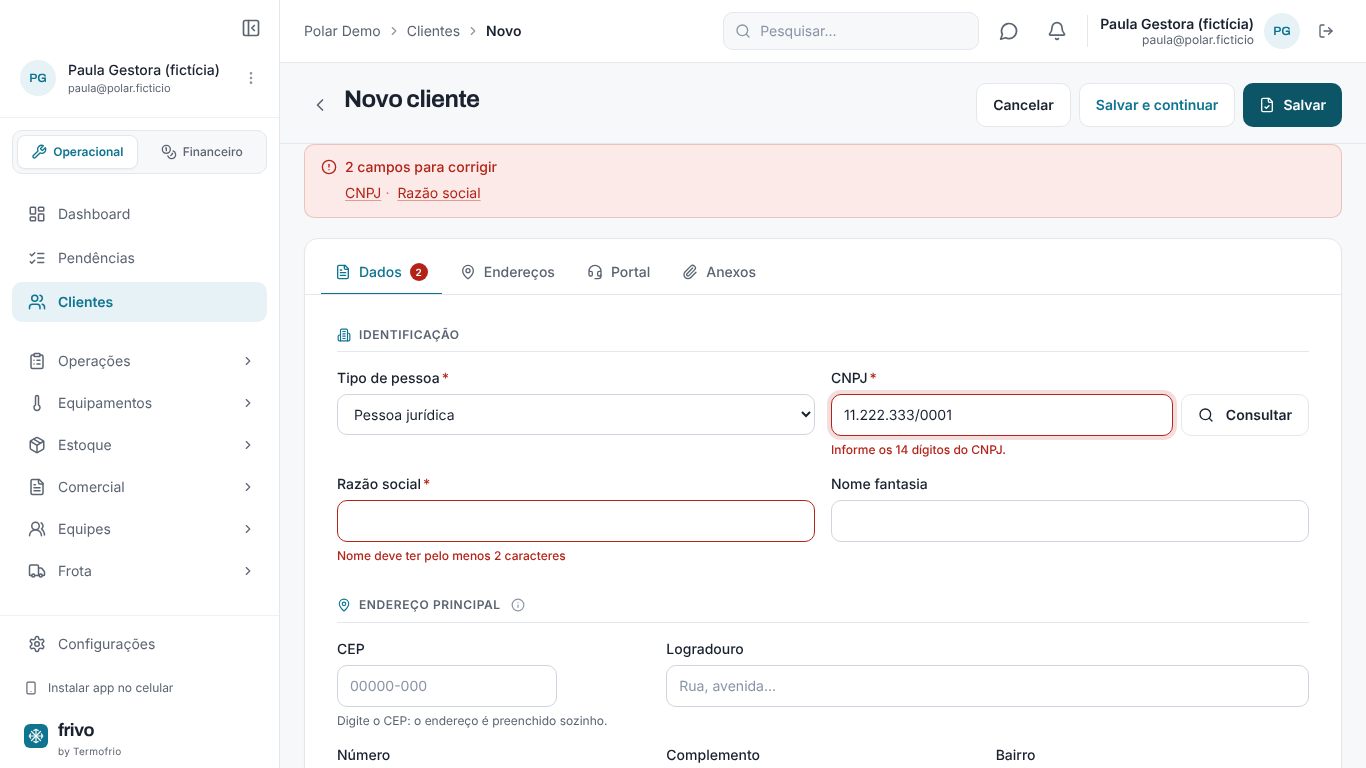 Polar Demo > Clientes > Novo
Pesquisar...
Paula Gestora (fictícia)
paula@polar.ficticio
PG
PG
Paula Gestora (fictícia)
paula@polar.ficticio
Operacional
Financeiro
Dashboard
Pendências
Clientes
Operações
Equipamentos
Estoque
Comercial
Equipes
Frota
Configurações
Instalar app no celular
frivo
by Termofrio
Novo cliente
Cancelar
Salvar e continuar
Salvar
2 campos para corrigir
CNPJ · Razão social
Dados 2
Endereços
Portal
Anexos
IDENTIFICAÇÃO
Tipo de pessoa*
CNPJ*
Pessoa jurídica
11.222.333/0001
Consultar
Informe os 14 dígitos do CNPJ.
Razão social*
Nome fantasia
Nome deve ter pelo menos 2 caracteres
ENDEREÇO PRINCIPAL
CEP
Logradouro
00000-000
Rua, avenida...
Digite o CEP: o endereço é preenchido sozinho.
Número
Complemento
Bairro